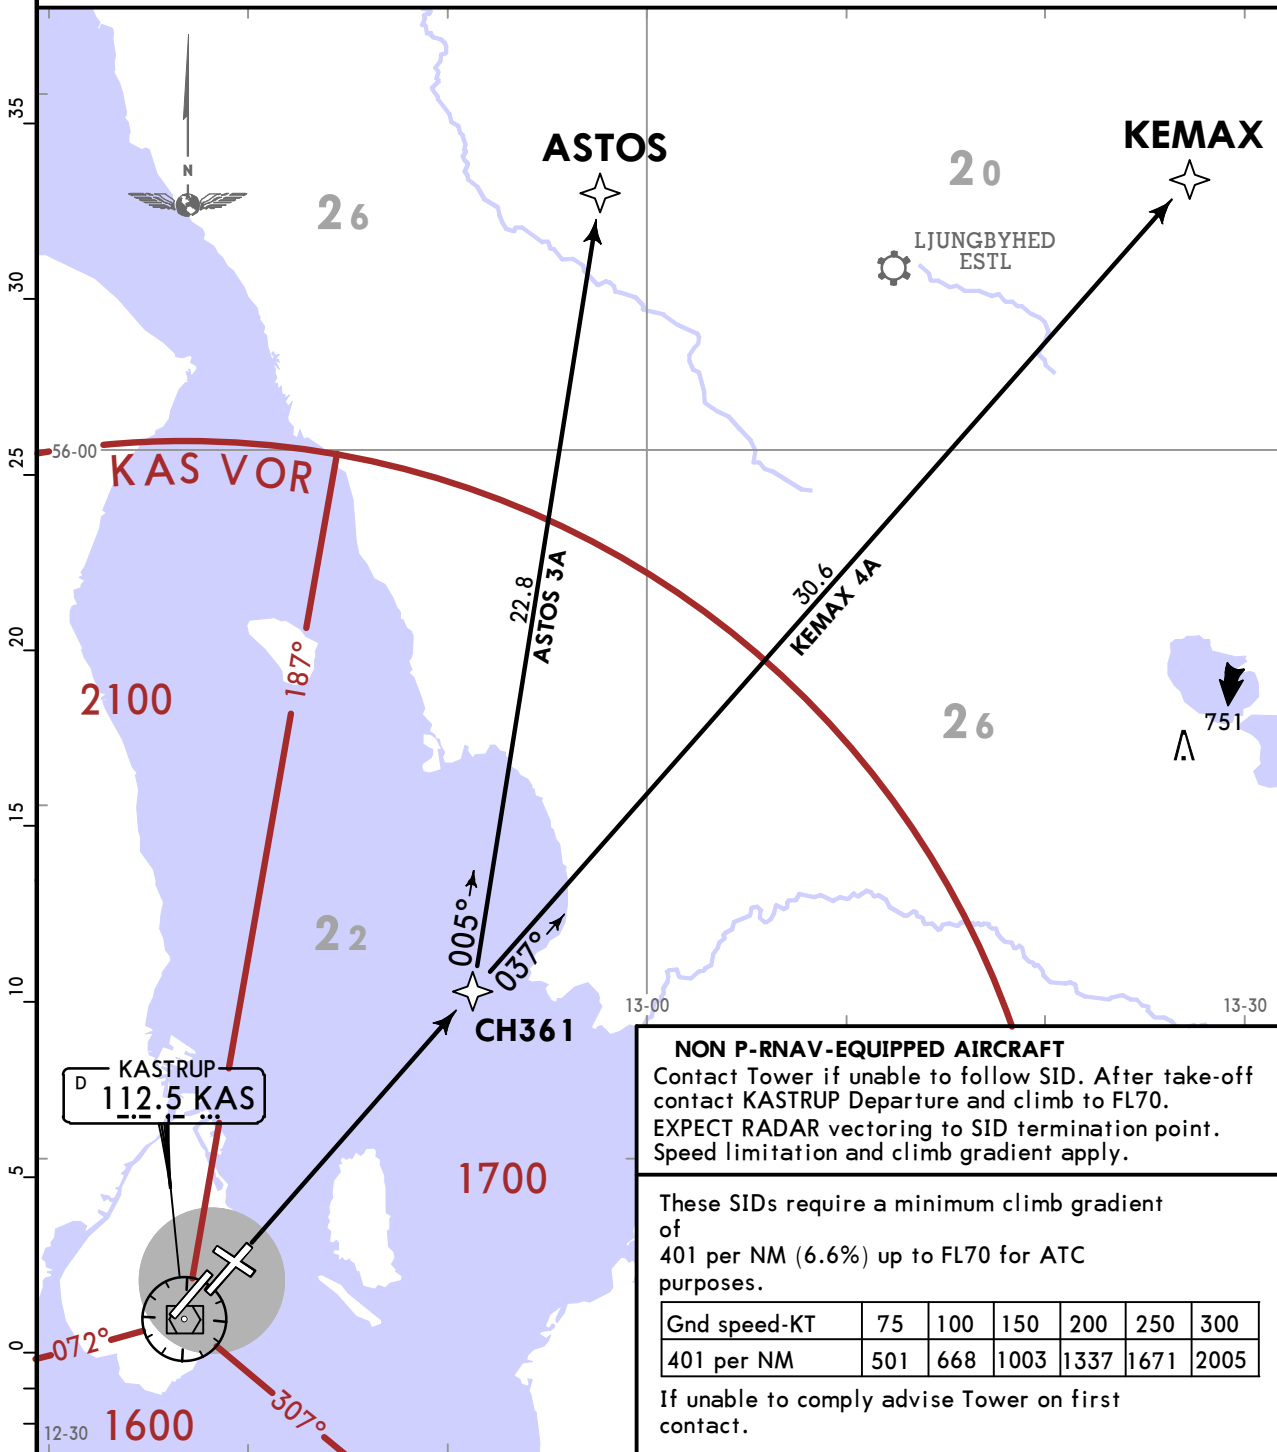 35
30
25
20
15
10
5
0
N
26
ASTOS
20
KEMAX
LJUNGBYHED
ESTL
56-00
KAS VOR
22.8
ASTOS 3A
30.6
KEMAX 4A
187°
2100
26
751
22
005°
037°
CH361
13-00
13-30
KASTRUP
D 112.5 KAS
1700
072°
307°
1600
12-30
NON P-RNAV-EQUIPPED AIRCRAFT
Contact Tower if unable to follow SID. After take-off
contact KASTRUP Departure and climb to FL70.
EXPECT RADAR vectoring to SID termination point.
Speed limitation and climb gradient apply.
These SIDs require a minimum climb gradient
of
401 per NM (6.6%) up to FL70 for ATC
purposes.
Gnd speed-KT 75 100 150 200 250 300
401 per NM 501 668 1003 1337 1671 2005
If unable to comply advise Tower on first
contact.